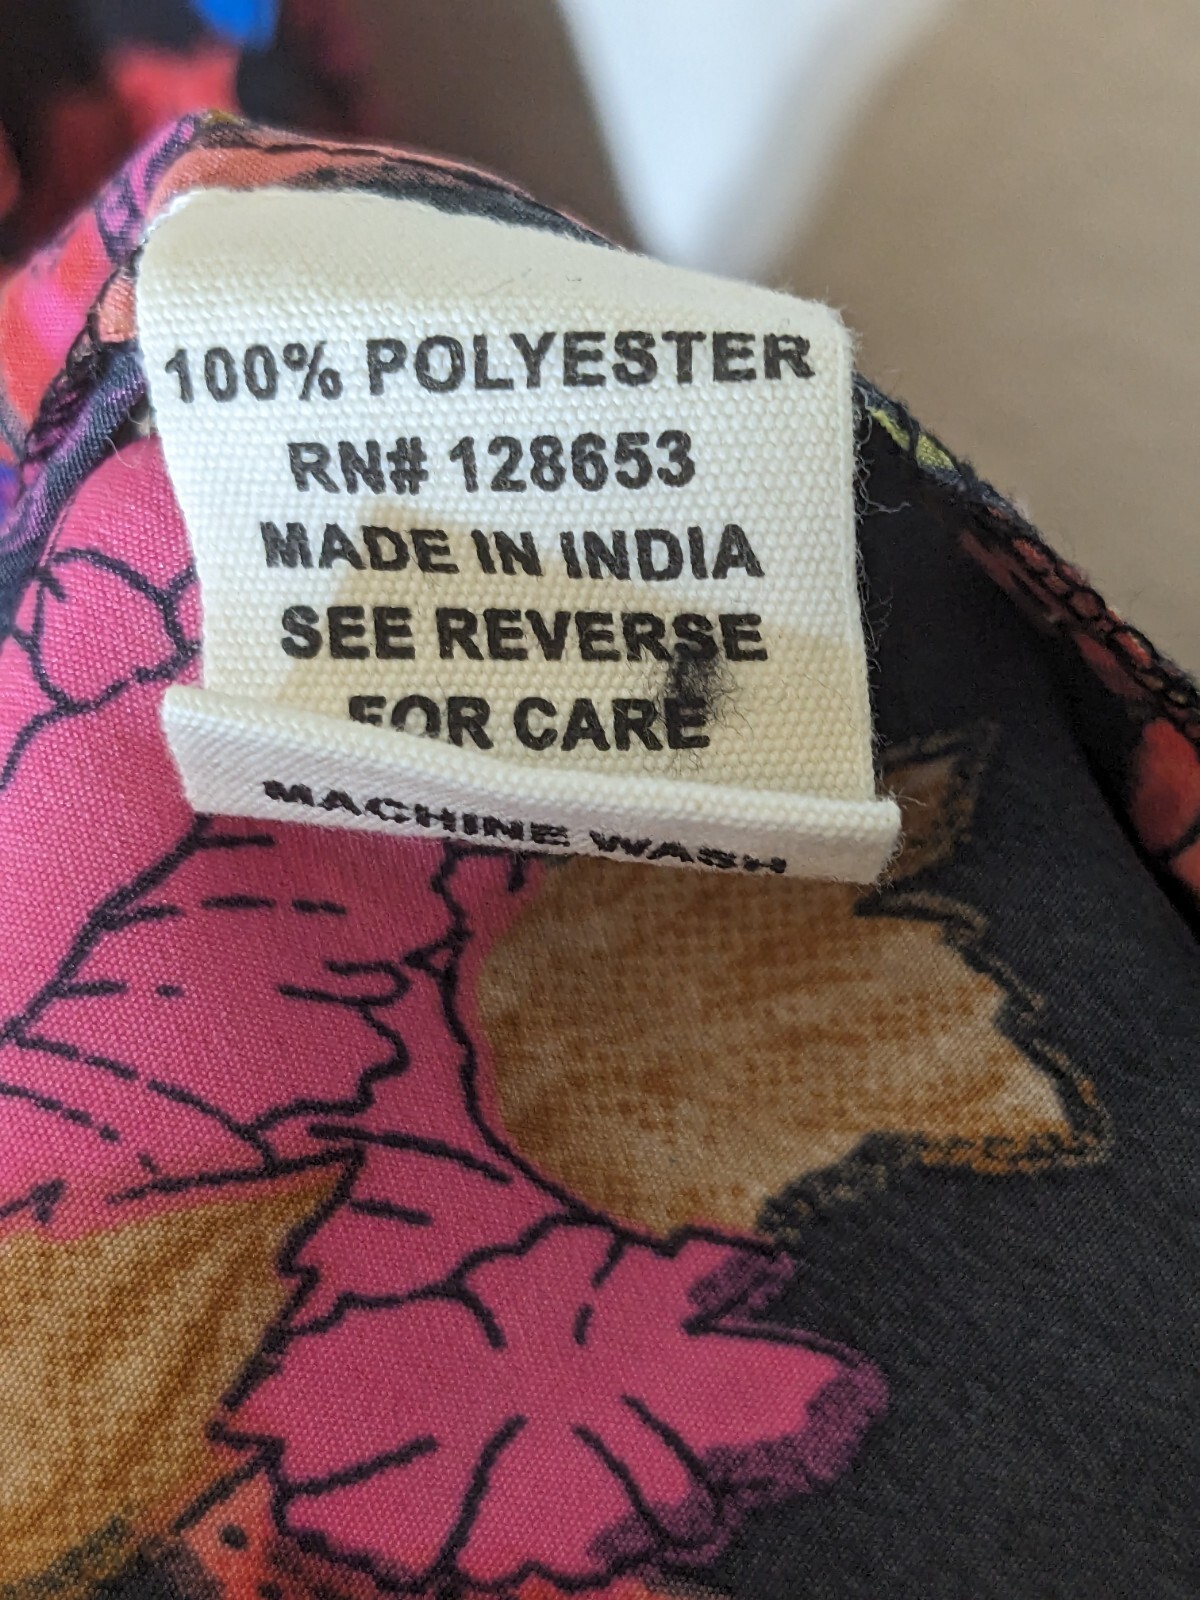 100% POLYESTER
RN# 128653
MADE IN INDIA
SEE REVERSE
FOR CARE
MACHINE WASH